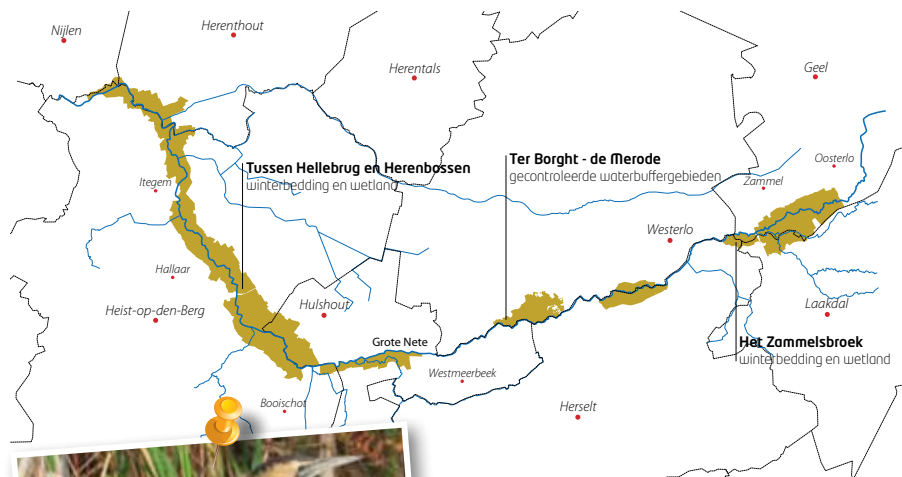 Nijlen
Herenthout
Herentals
Geel
Tussen Hellebrug en Herenbossen
winterbedding en wetland
Ter Borght - de Merode
gecontroleerde waterbuffergebieden
Oosterlo
Zammel
Itegem
Westerlo
Hallaar
Heist-op-den-Berg
Hulshout
Laakdal
Grote Nete
Het Zammelsbroek
winterbedding en wetland
Westmeerbeek
Booischot
Herselt